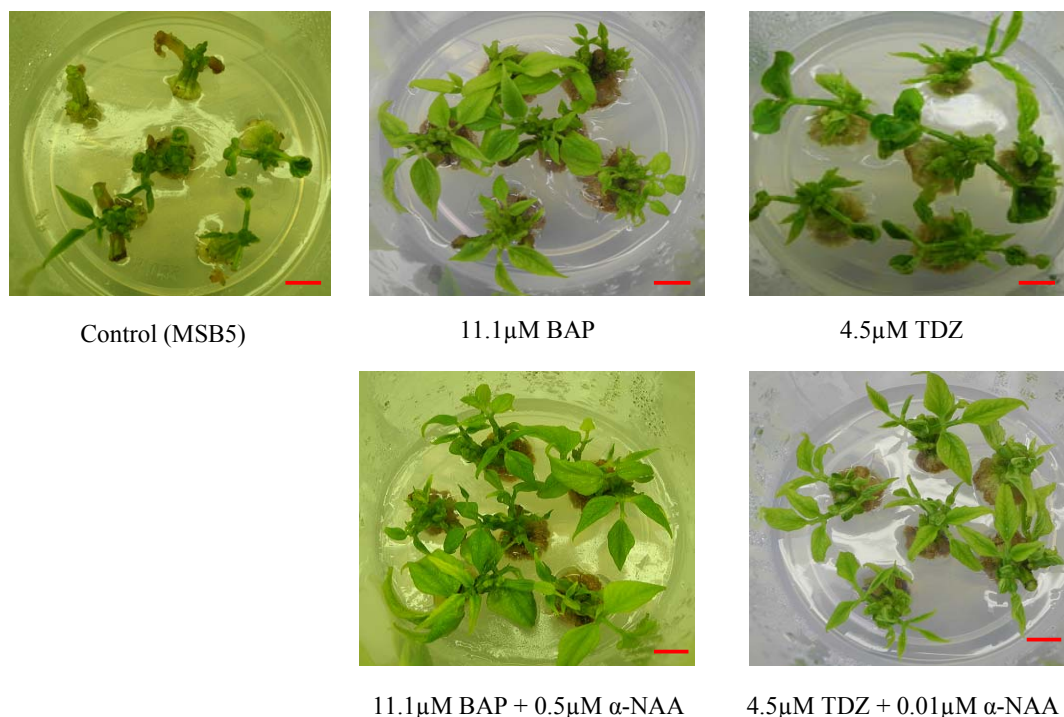 Control (MSB5)
11.1µM BAP
4.5µM TDZ
11.1µM BAP + 0.5µM α-NAA
4.5µM TDZ + 0.01µM α-NAA